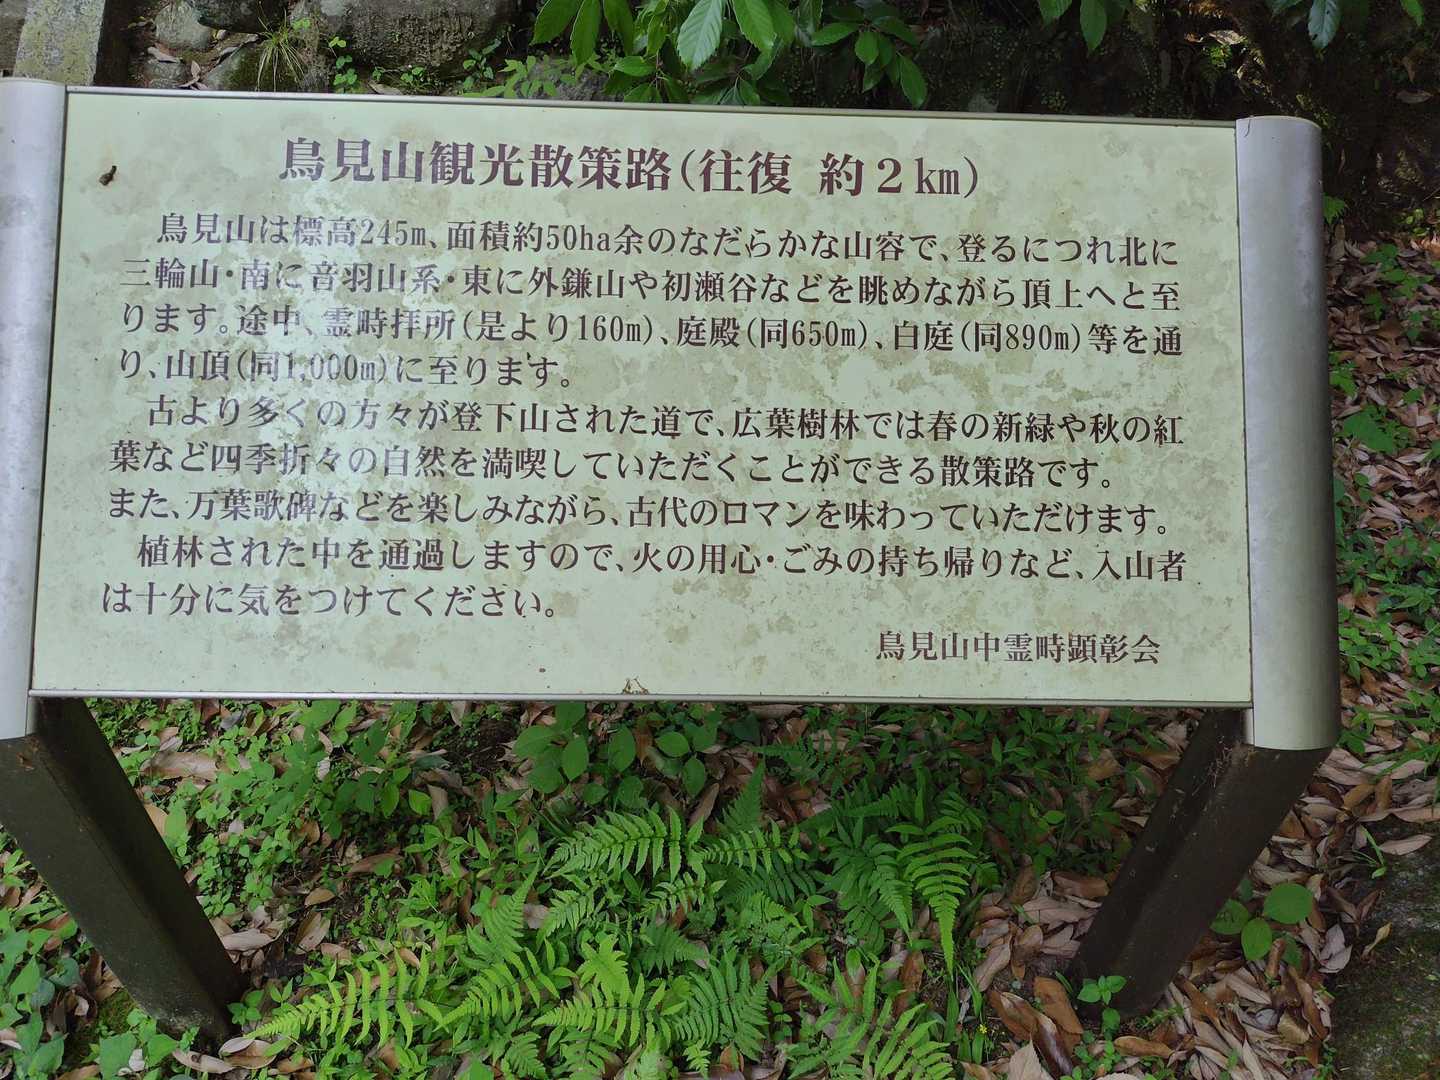 鳥見山観光散策路(往復 約2km)
鳥見山は標高245m、面積約50ha余のなだらかな山容で、登るにつれ北に
三輪山・南に音羽山系・東に外鎌山や初瀬谷などを眺めながら頂上へと至
ります。途中、霊畤拝所(是より160m)、庭殿(同650m)、白庭(同890m)等を通
り、山頂(同1,000m)に至ります。
古より多くの方々が登下山された道で、広葉樹林では春の新緑や秋の紅
葉など四季折々の自然を満喫していただくことができる散策路です。
また、万葉歌碑などを楽しみながら、古代のロマンを味わっていただけます。
植林された中を通過しますので、火の用心・ごみの持ち帰りなど、入山者
は十分に気をつけてください。
鳥見山中霊畤顕彰会